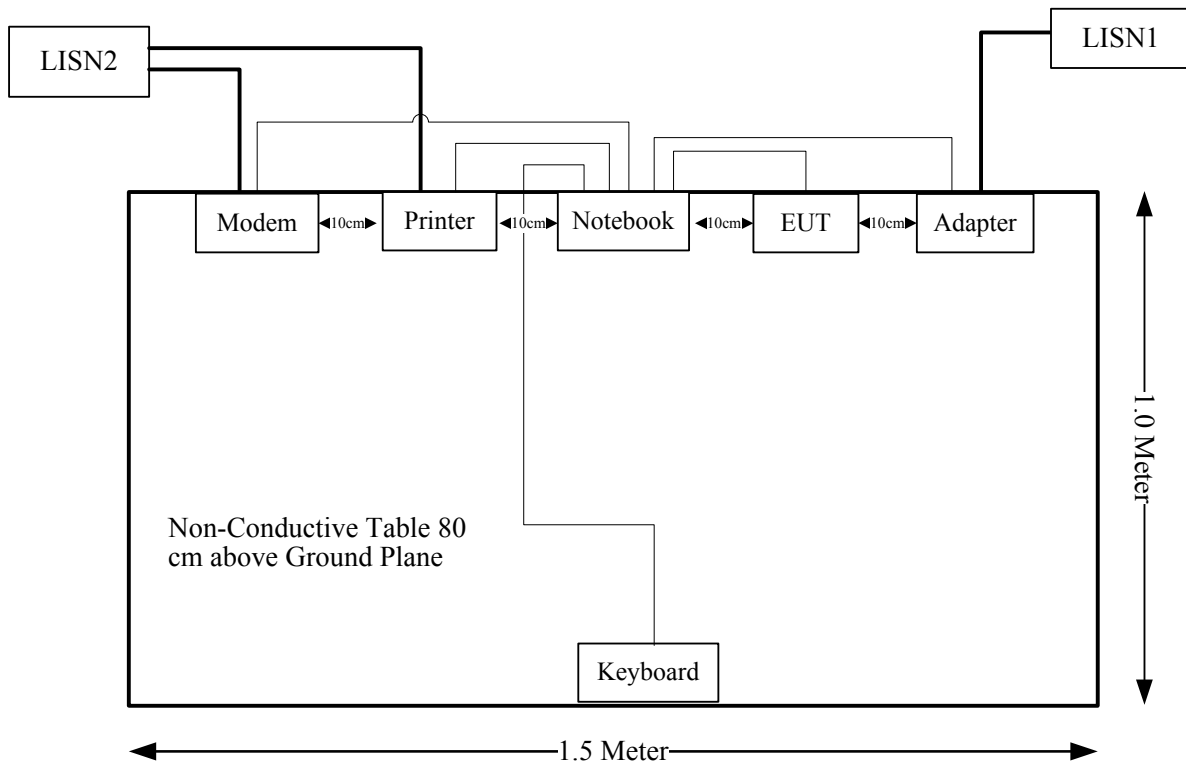 LISN2
LISN1
Modem
10cm
Printer
10cm
Notebook
10cm
EUT
10cm
Adapter
1.0 Meter
Non-Conductive Table 80
cm above Ground Plane
Keyboard
1.5 Meter